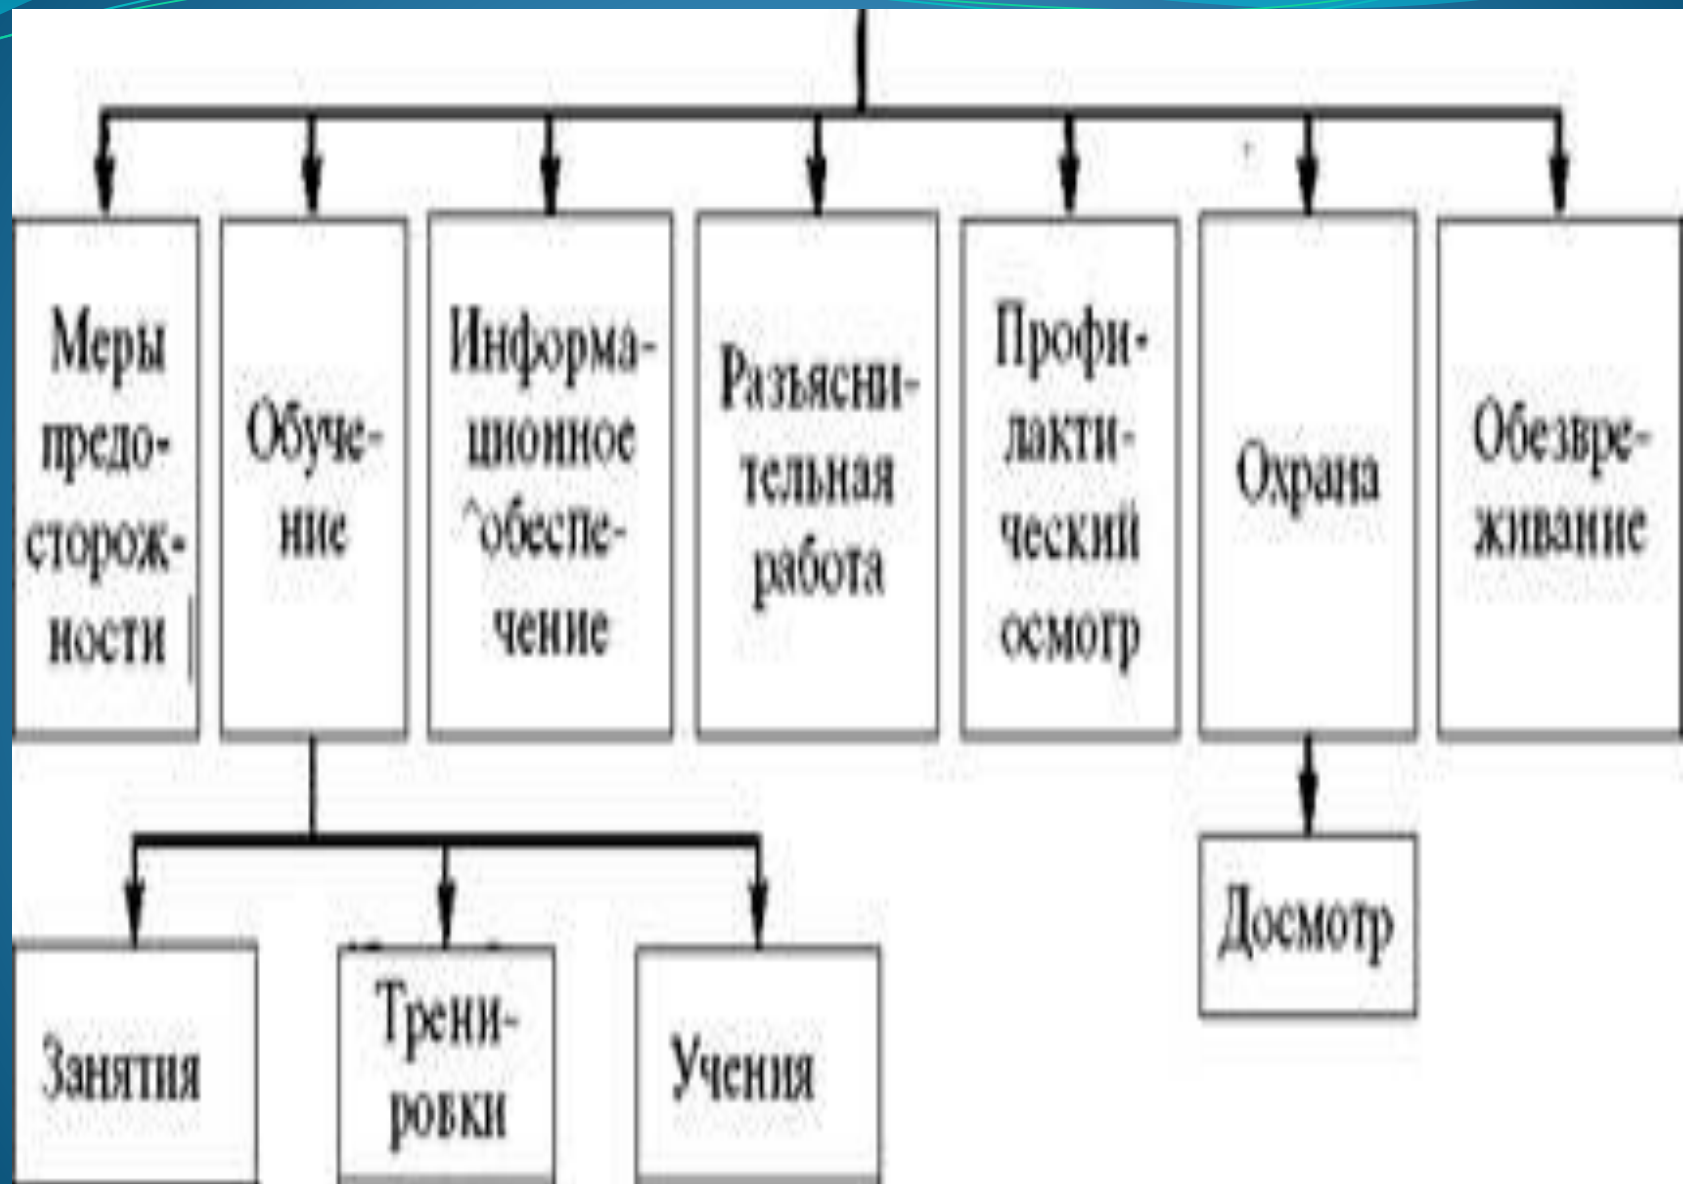 Меры
предо-
сторож-
ности
Обуче-
ние
Информа-
ционное
^обеспе-
чение
Разъясни-
тельная
работа
Профи-
лакти-
ческий
осмотр
Охрана
Обезвре-
живание
Занятия
Трени-
ровки
Учения
Досмотр